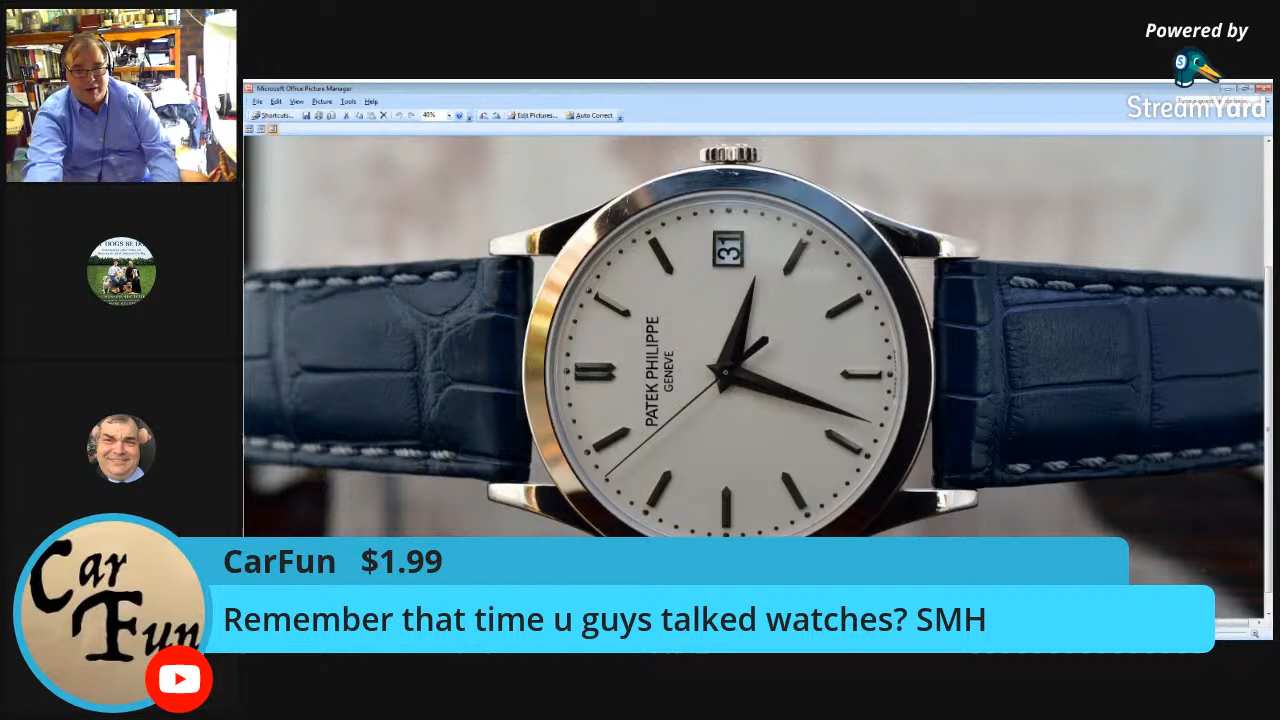 Powered by
StreamYard
Microsoft Office Picture Manager
File Edit View Picture Tools Help
Shortcuts... 40% Edit Pictures... Auto Correct
31
PATEK PHILIPPE
GENEVE
CarFun $1.99
Remember that time u guys talked watches? SMH
Car
Fun